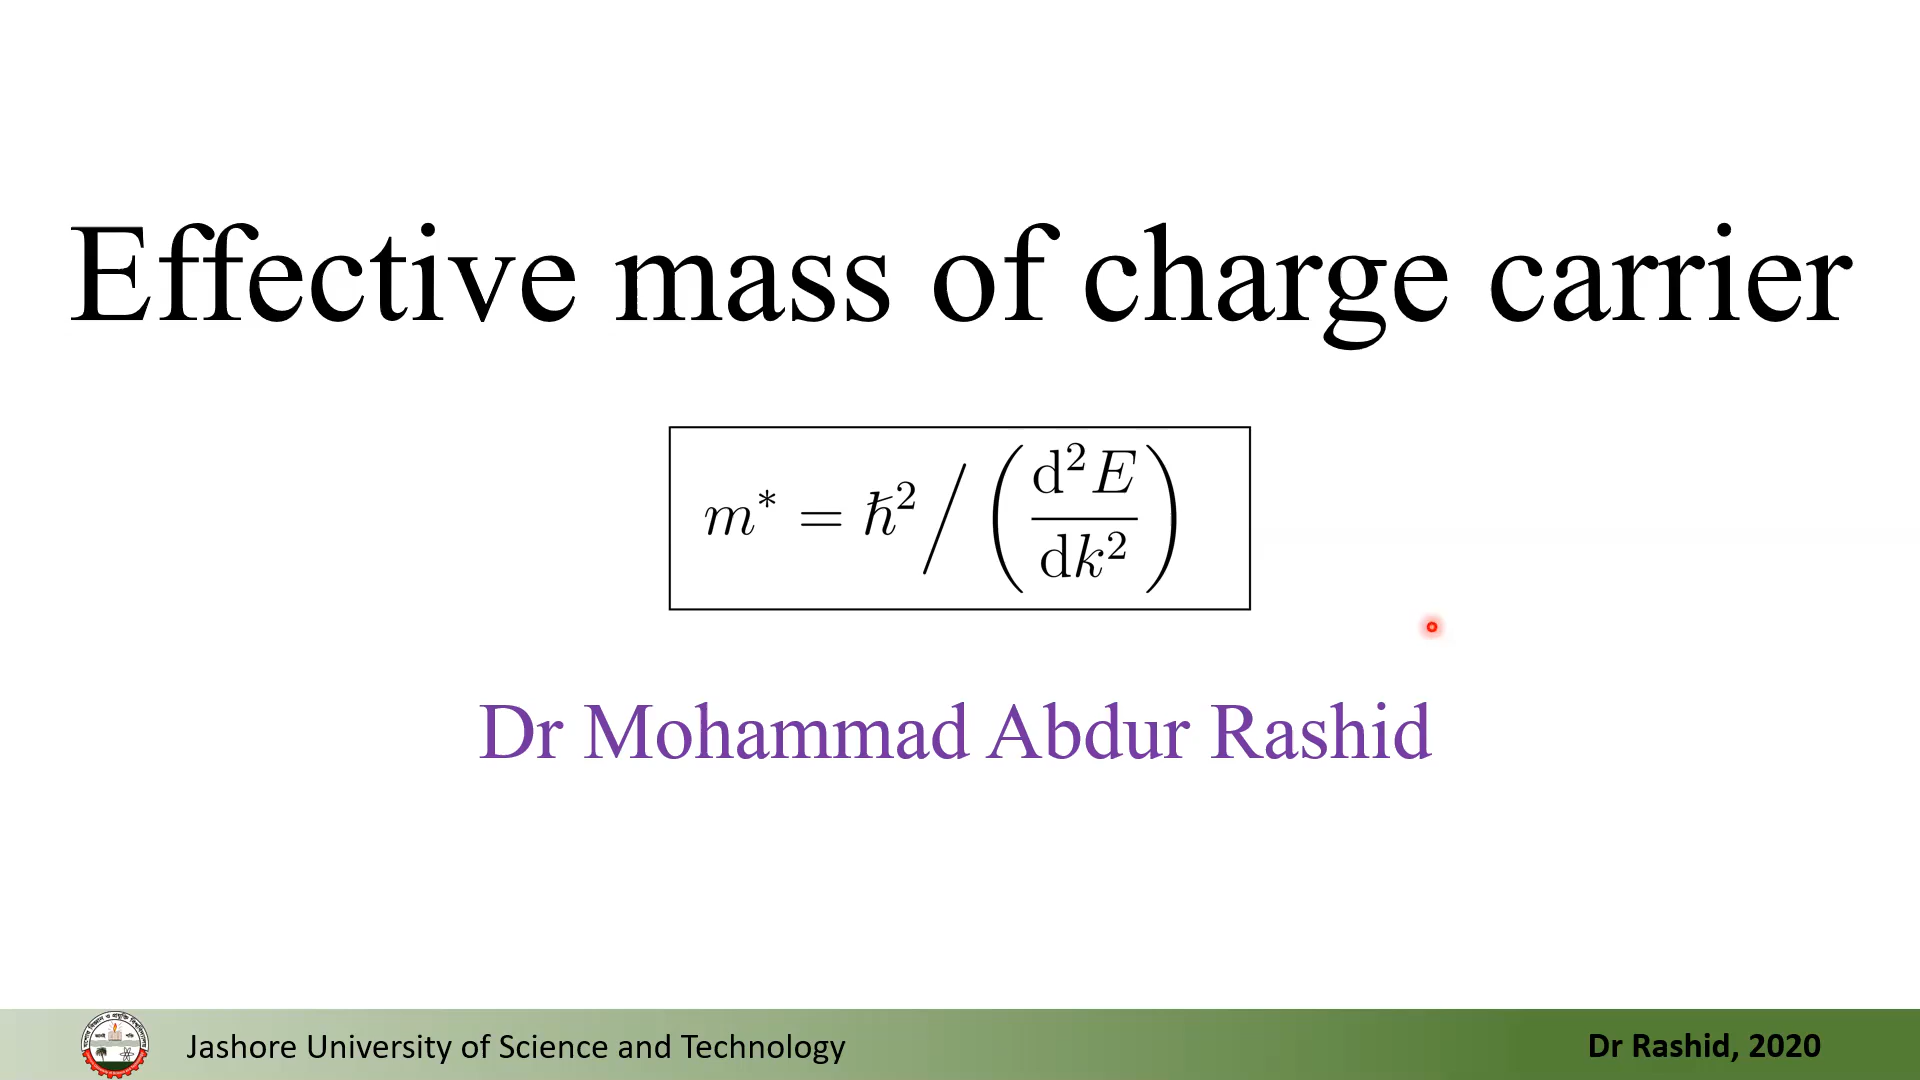 Effective mass of charge carrier
m* = ħ² / (d²E / dk²)
Dr Mohammad Abdur Rashid
Jashore University of Science and Technology
Dr Rashid, 2020